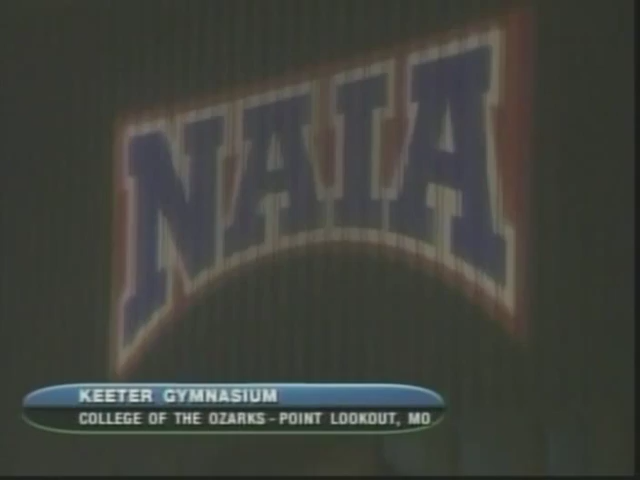 NAIA
KEETER GYMNASIUM
COLLEGE OF THE OZARKS - POINT LOOKOUT, MO